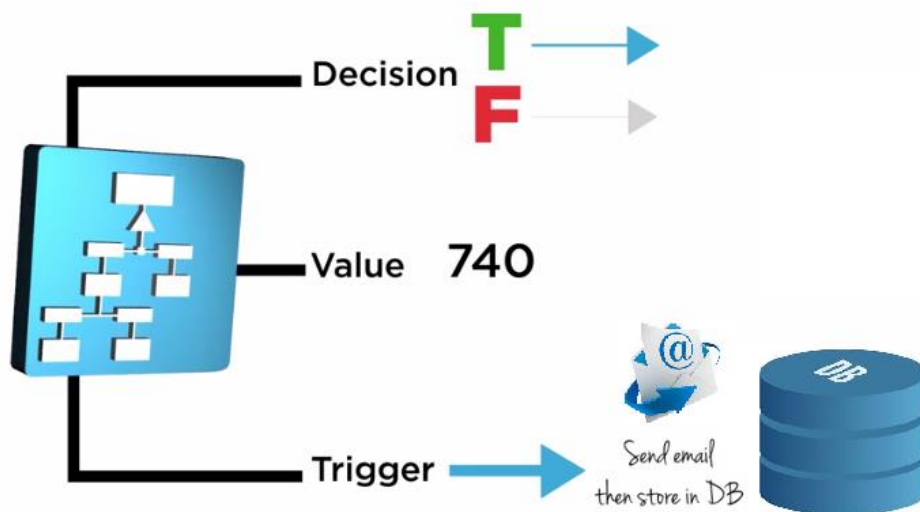 Decision T
F
Value 740
@
DB
Trigger
Send email
then store in DB